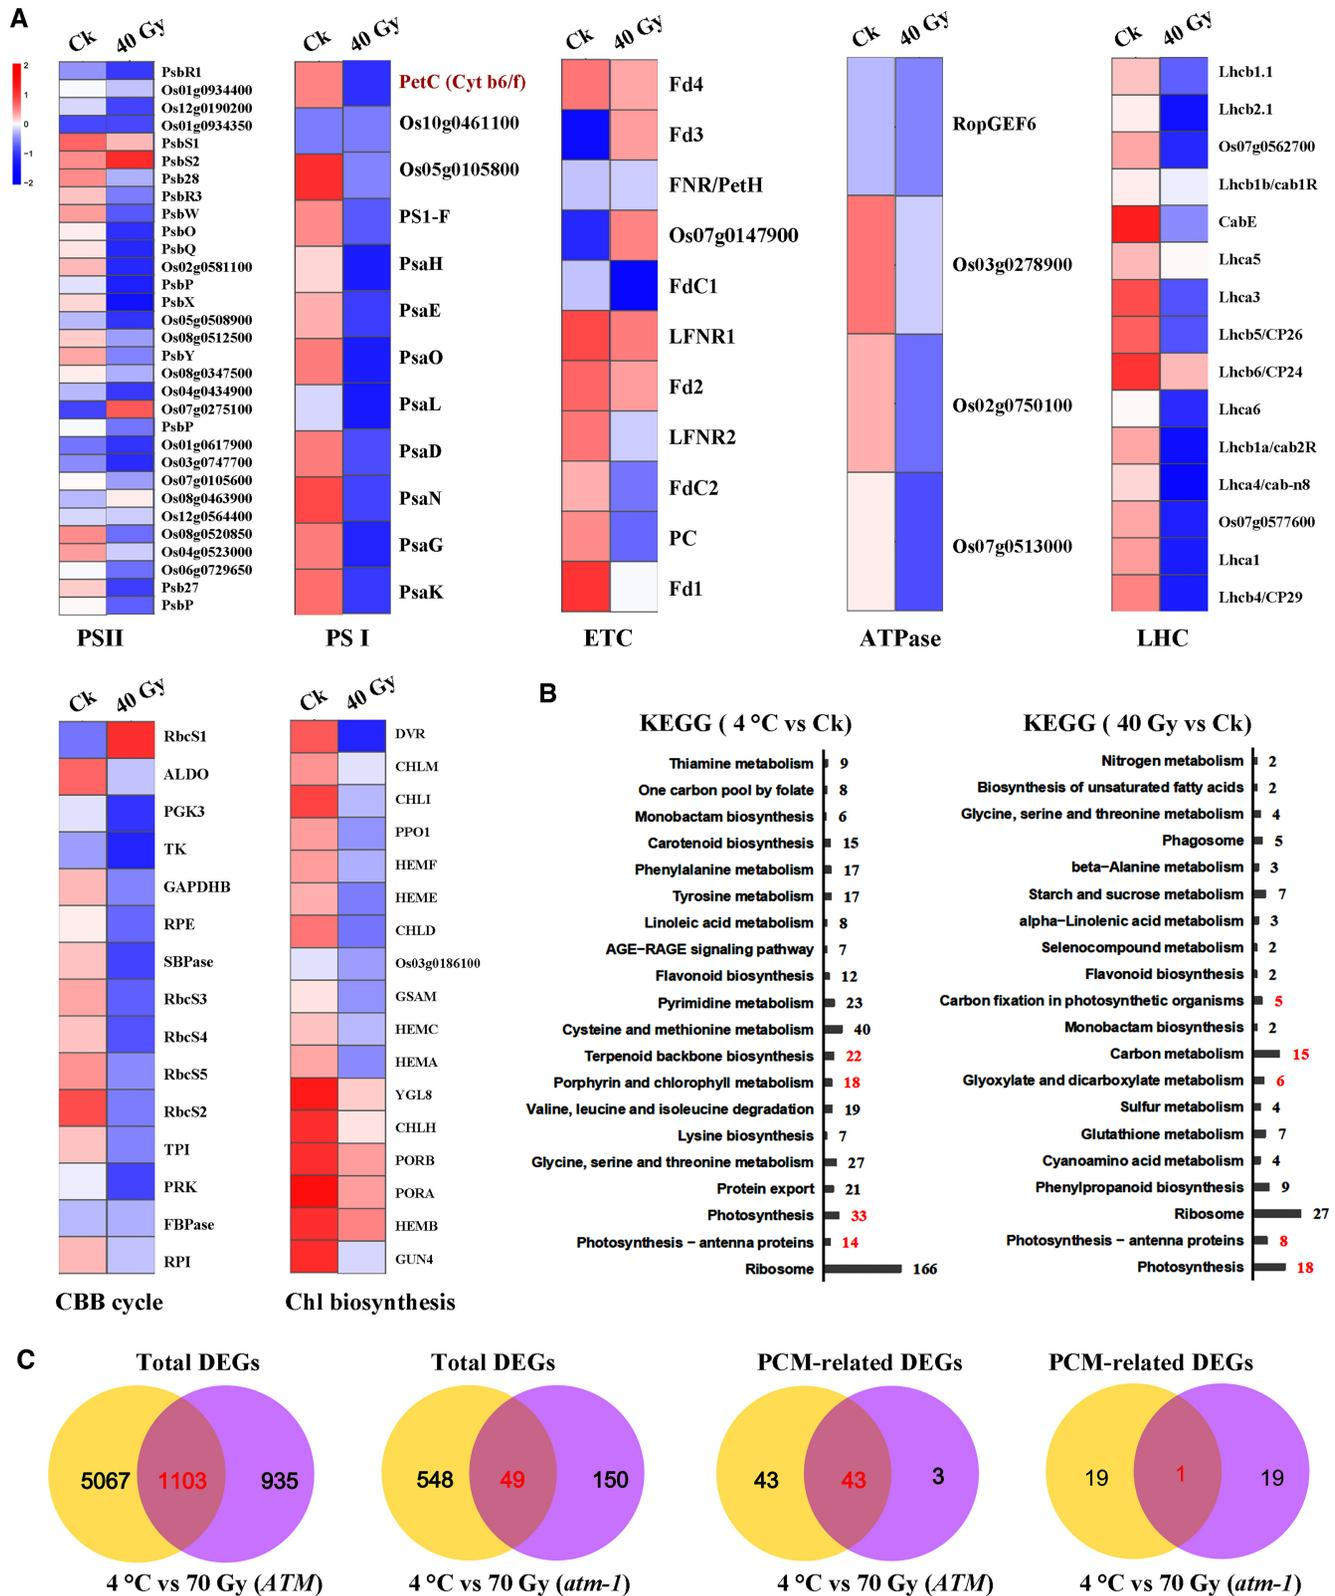 A
Ck 40 Gy
2
1
0
−1
−2
PsbR1
Os01g0934400
Os12g0190200
Os01g0934350
PsbS1
PsbS2
Psb28
PsbR3
PsbW
PsbO
PsbQ
Os02g0581100
PsbP
PsbX
Os05g0508900
Os08g0512500
PsbY
Os08g0347500
Os04g0434900
Os07g0275100
PsbP
Os01g0617900
Os03g0747700
Os07g0105600
Os08g0463900
Os12g0564400
Os08g0520850
Os04g0523000
Os06g0729650
Psb27
PsbP
PSII
Ck 40 Gy
PetC (Cyt b6/f)
Os10g0461100
Os05g0105800
PS1-F
PsaH
PsaE
PsaO
PsaL
PsaD
PsaN
PsaG
PsaK
PS I
Ck 40 Gy
Fd4
Fd3
FNR/PetH
Os07g0147900
FdC1
LFNR1
Fd2
LFNR2
FdC2
PC
Fd1
ETC
Ck 40 Gy
RopGEF6
Os03g0278900
Os02g0750100
Os07g0513000
ATPase
Ck 40 Gy
Lhcb1.1
Lhcb2.1
Os07g0562700
Lhcb1b/cab1R
CabE
Lhca5
Lhca3
Lhcb5/CP26
Lhcb6/CP24
Lhca6
Lhcb1a/cab2R
Lhca4/cab-n8
Os07g0577600
Lhca1
Lhcb4/CP29
LHC
Ck 40 Gy
RbcS1
ALDO
PGK3
TK
GAPDHB
RPE
SBPase
RbcS3
RbcS4
RbcS5
RbcS2
TPI
PRK
FBPase
RPI
CBB cycle
Ck 40 Gy
DVR
CHLM
CHLI
PPO1
HEMF
HEME
CHLD
Os03g0186100
GSAM
HEMC
HEMA
YGL8
CHLH
PORB
PORA
HEMB
GUN4
Chl biosynthesis
B
KEGG ( 4 °C vs Ck)
Thiamine metabolism 9
One carbon pool by folate 8
Monobactam biosynthesis 6
Carotenoid biosynthesis 15
Phenylalanine metabolism 17
Tyrosine metabolism 17
Linoleic acid metabolism 8
AGE−RAGE signaling pathway 7
Flavonoid biosynthesis 12
Pyrimidine metabolism 23
Cysteine and methionine metabolism 40
Terpenoid backbone biosynthesis 22
Porphyrin and chlorophyll metabolism 18
Valine, leucine and isoleucine degradation 19
Lysine biosynthesis 7
Glycine, serine and threonine metabolism 27
Protein export 21
Photosynthesis 33
Photosynthesis − antenna proteins 14
Ribosome 166
KEGG ( 40 Gy vs Ck)
Nitrogen metabolism 2
Biosynthesis of unsaturated fatty acids 2
Glycine, serine and threonine metabolism 4
Phagosome 5
beta−Alanine metabolism 3
Starch and sucrose metabolism 7
alpha−Linolenic acid metabolism 3
Selenocompound metabolism 2
Flavonoid biosynthesis 2
Carbon fixation in photosynthetic organisms 5
Monobactam biosynthesis 2
Carbon metabolism 15
Glyoxylate and dicarboxylate metabolism 6
Sulfur metabolism 4
Glutathione metabolism 7
Cyanoamino acid metabolism 4
Phenylpropanoid biosynthesis 9
Ribosome 27
Photosynthesis − antenna proteins 8
Photosynthesis 18
C
Total DEGs
5067 1103 935
4 °C vs 70 Gy (ATM)
Total DEGs
548 49 150
4 °C vs 70 Gy (atm-1)
PCM-related DEGs
43 43 3
4 °C vs 70 Gy (ATM)
PCM-related DEGs
19 1 19
4 °C vs 70 Gy (atm-1)